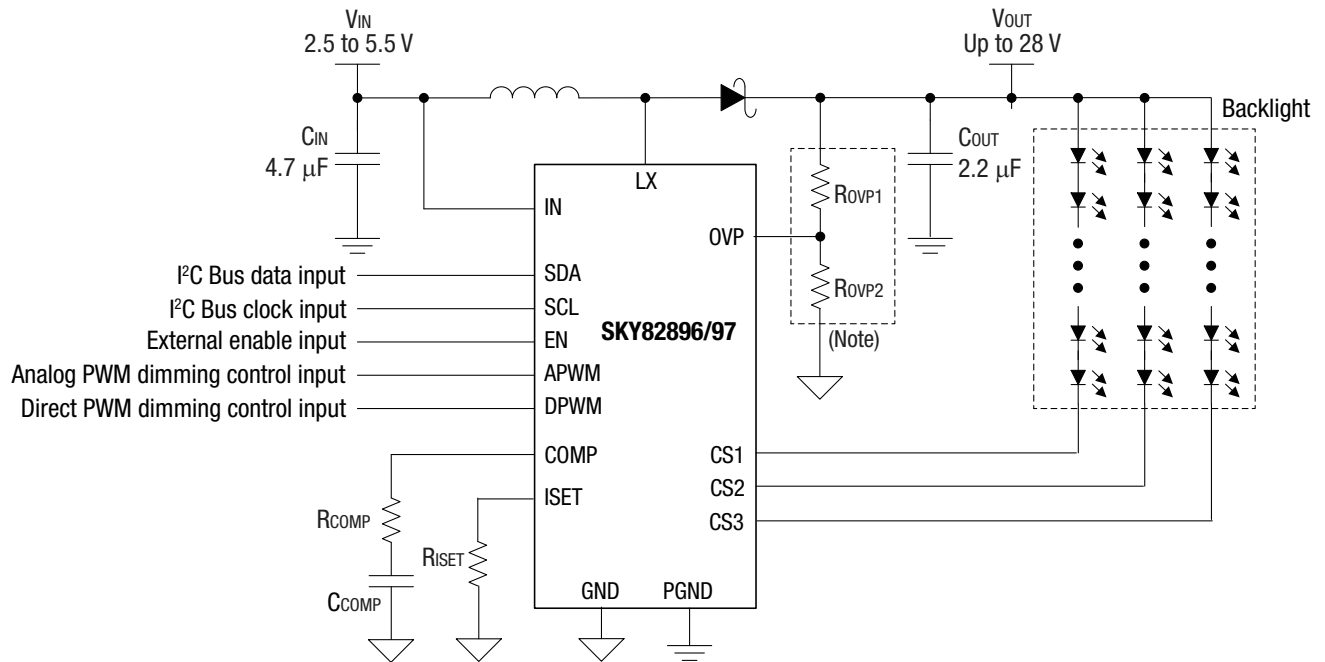 VIN
2.5 to 5.5 V
VOUT
Up to 28 V
Backlight
CIN
4.7 μF
COUT
2.2 μF
LX
IN
ROVP1
OVP
ROVP2
(Note)
I²C Bus data input
SDA
I²C Bus clock input
SCL
SKY82896/97
External enable input
EN
Analog PWM dimming control input
APWM
Direct PWM dimming control input
DPWM
COMP
CS1
ISET
CS2
CS3
RCOMP
RISET
CCOMP
GND
PGND